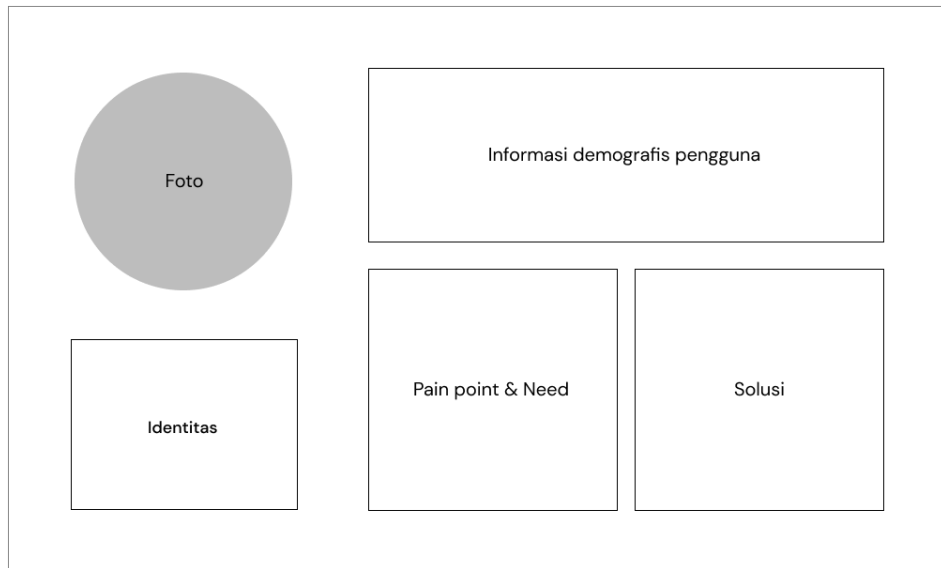 Foto
Informasi demografis pengguna
Identitas
Pain point & Need
Solusi